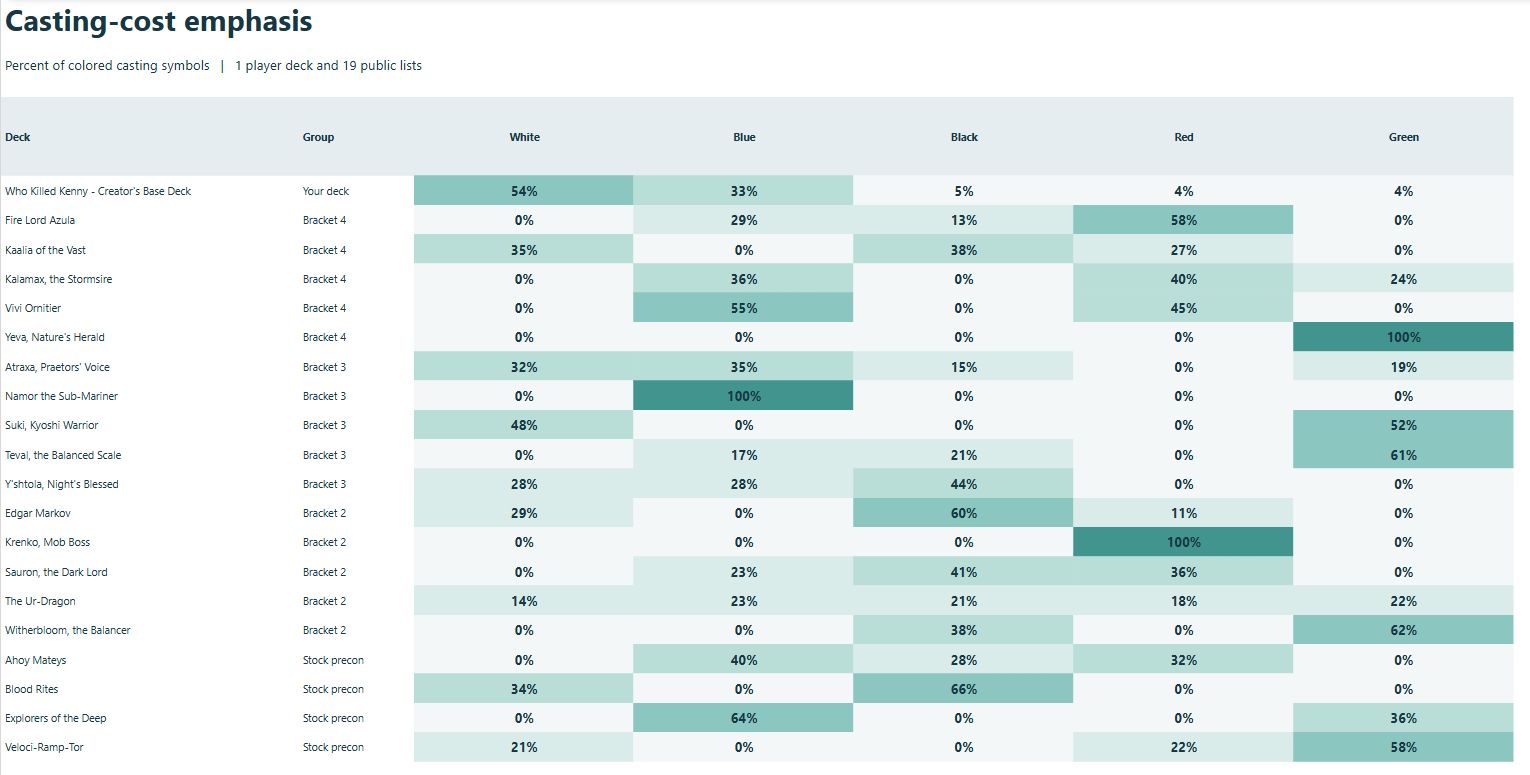 Casting-cost emphasis
Percent of colored casting symbols | 1 player deck and 19 public lists
Deck Group White Blue Black Red Green
Who Killed Kenny - Creator's Base Deck Your deck 54% 33% 5% 4% 4%
Fire Lord Azula Bracket 4 0% 29% 13% 58% 0%
Kaalia of the Vast Bracket 4 35% 0% 38% 27% 0%
Kalamax, the Stormsire Bracket 4 0% 36% 0% 40% 24%
Vivi Ornitier Bracket 4 0% 55% 0% 45% 0%
Yeva, Nature's Herald Bracket 4 0% 0% 0% 0% 100%
Atraxa, Praetors' Voice Bracket 3 32% 35% 15% 0% 19%
Namor the Sub-Mariner Bracket 3 0% 100% 0% 0% 0%
Suki, Kyoshi Warrior Bracket 3 48% 0% 0% 0% 52%
Teval, the Balanced Scale Bracket 3 0% 17% 21% 0% 61%
Y'shtola, Night's Blessed Bracket 3 28% 28% 44% 0% 0%
Edgar Markov Bracket 2 29% 0% 60% 11% 0%
Krenko, Mob Boss Bracket 2 0% 0% 0% 100% 0%
Sauron, the Dark Lord Bracket 2 0% 23% 41% 36% 0%
The Ur-Dragon Bracket 2 14% 23% 21% 18% 22%
Witherbloom, the Balancer Bracket 2 0% 0% 38% 0% 62%
Ahoy Mateys Stock precon 0% 40% 28% 32% 0%
Blood Rites Stock precon 34% 0% 66% 0% 0%
Explorers of the Deep Stock precon 0% 64% 0% 0% 36%
Veloci-Ramp-Tor Stock precon 21% 0% 0% 22% 58%